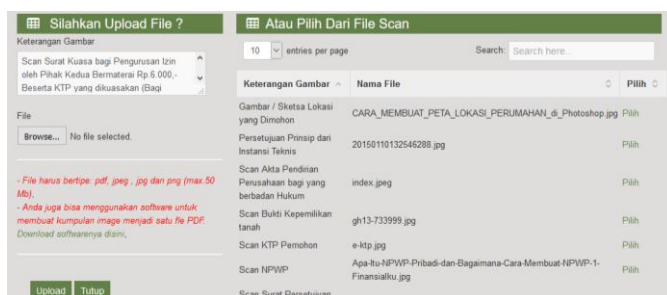 Silahkan Upload File ?
Keterangan Gambar
Scan Surat Kuasa bagi Pengurusan Izin
oleh Pihak Kedua Bermaterai Rp.6.000,-
Beserta KTP yang dikuasakan (Bagi
File
Browse... No file selected.
- File harus bertipe: pdf, jpeg , jpg dan png (max.50
Mb),
- Anda juga bisa menggunakan software untuk
membuat kumpulan image menjadi satu file PDF.
Download softwarenya disini,
Upload Tutup
Atau Pilih Dari File Scan
10 entries per page Search: Search here...
Keterangan Gambar Nama File Pilih
Gambar / Sketsa Lokasi
yang Dimohon
CARA_MEMBUAT_PETA_LOKASI_PERUMAHAN_di_Photoshop.jpg Pilih
Persetujuan Prinsip dari
Instansi Teknis
20150110132546288.jpg Pilih
Scan Akta Pendirian
Perusahaan bagi yang
berbadan Hukum
index.jpeg Pilih
Scan Bukti Kepemilikan
tanah
gh13-733999.jpg Pilih
Scan KTP Pemohon e-ktp.jpg Pilih
Scan NPWP
Apa-Itu-NPWP-Pribadi-dan-Bagaimana-Cara-Membuat-NPWP-1-
Finansialku.jpg
Pilih
Scan Surat Persetujuan